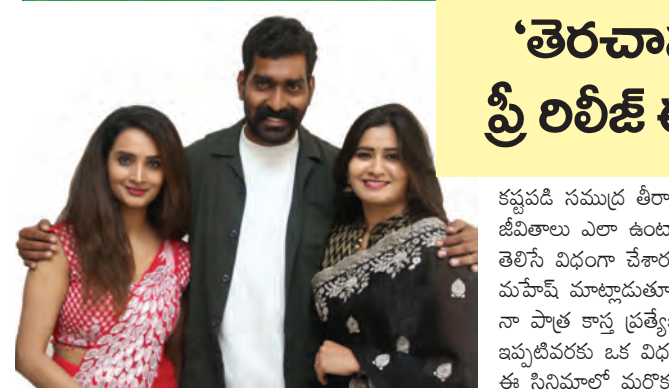 ‘తెరచా
ప్రీ రిలీజ్
కష్టపడి సముద్ర తీరా
జీవితాలు ఎలా ఉంటా
తెలిసే విధంగా చేశార
మహేష్ మాట్లాడుతూ
నా పాత్ర కాస్త ప్రత్యే
ఇప్పటివరకు ఒక విధ
ఈ సినిమాలో మరొక